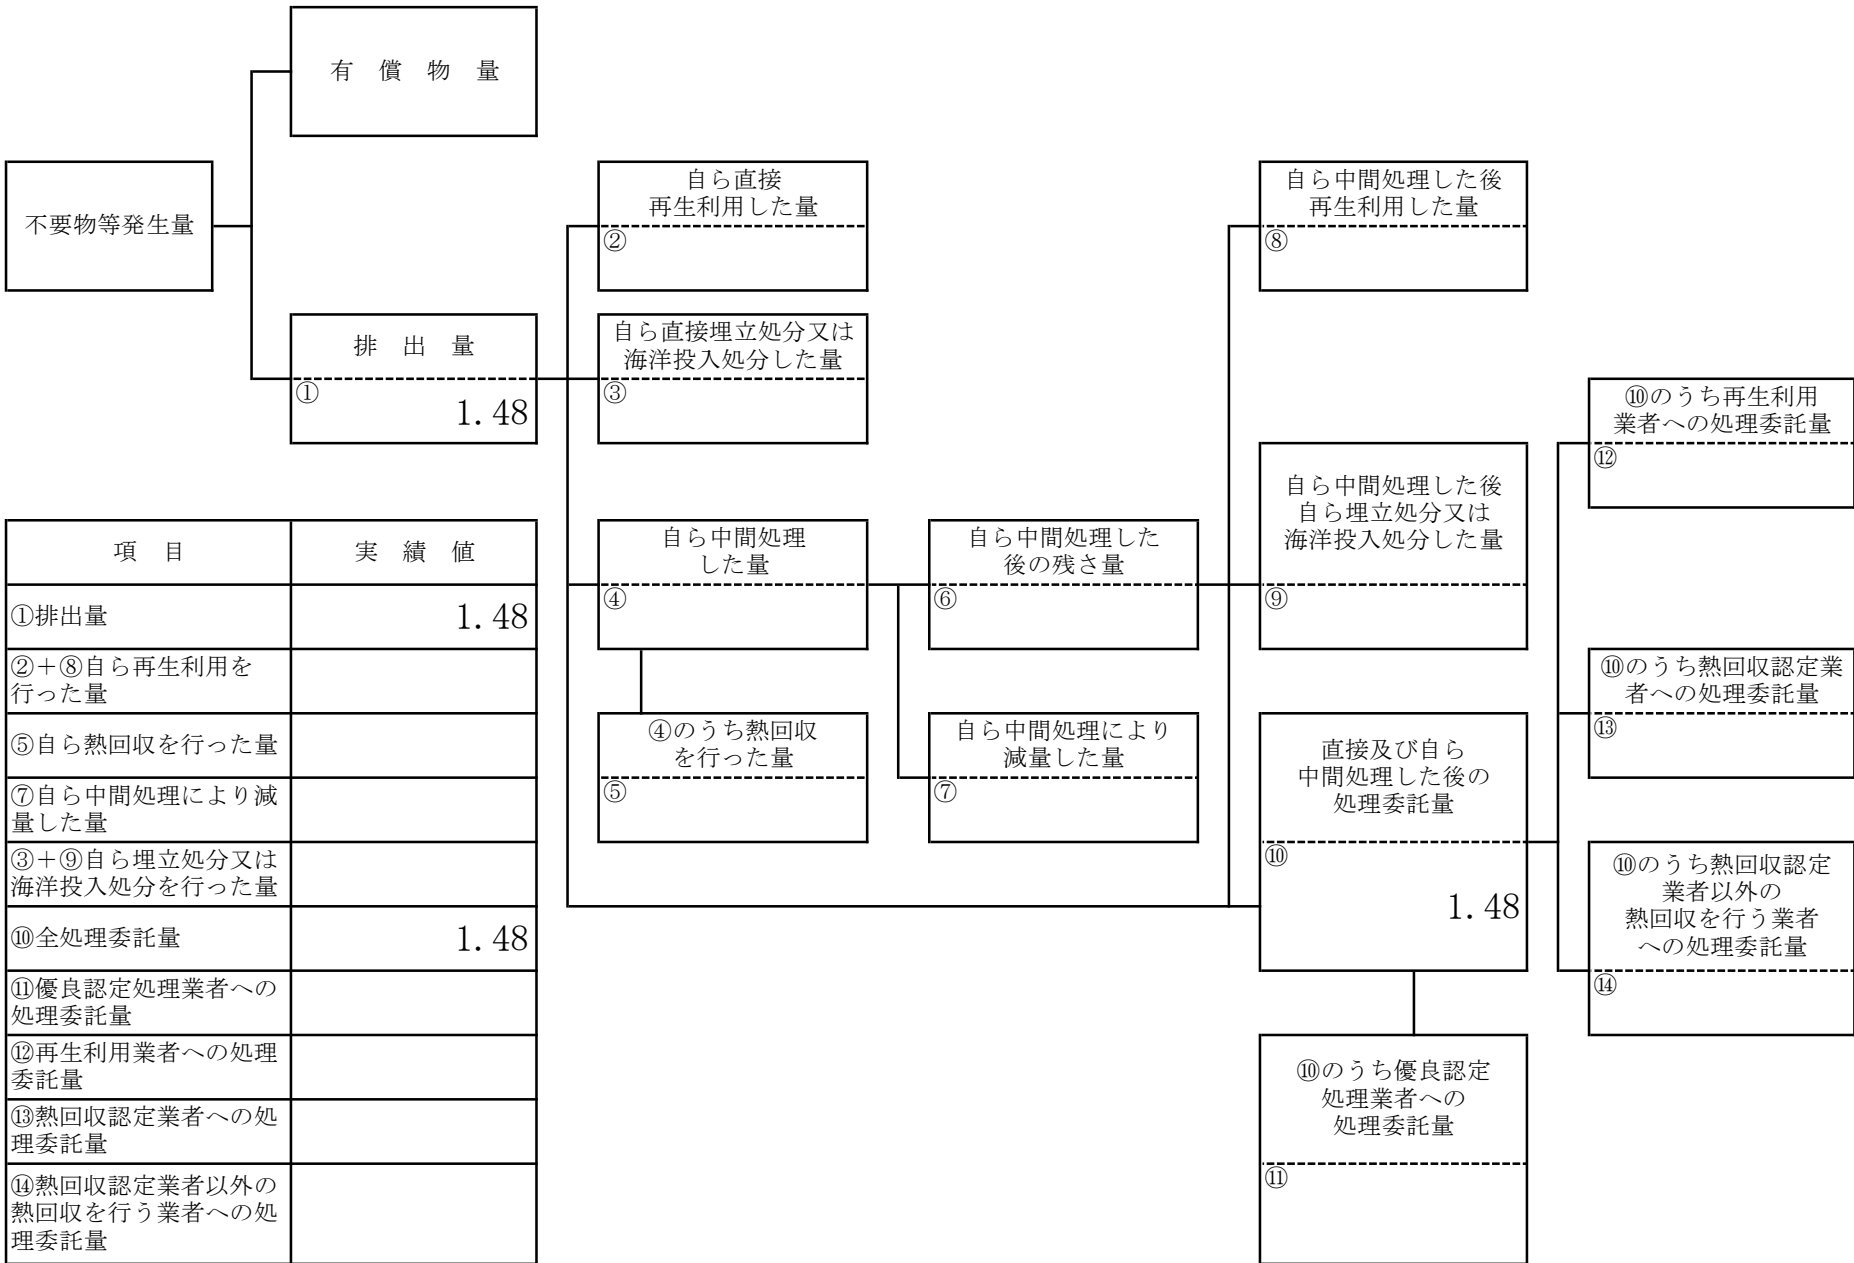 有　償　物　量
不要物等発生量
排　出　量
①
1.48
自ら直接
再生利用した量
②
自ら直接埋立処分又は
海洋投入処分した量
③
自ら中間処理
した量
④
④のうち熱回収
を行った量
⑤
自ら中間処理した
後の残さ量
⑥
自ら中間処理により
減量した量
⑦
自ら中間処理した後
再生利用した量
⑧
自ら中間処理した後
自ら埋立処分又は
海洋投入処分した量
⑨
直接及び自ら
中間処理した後の
処理委託量
⑩
1.48
⑩のうち優良認定
処理業者への
処理委託量
⑪
⑩のうち再生利用
業者への処理委託量
⑫
⑩のうち熱回収認定業
者への処理委託量
⑬
⑩のうち熱回収認定
業者以外の
熱回収を行う業者
への処理委託量
⑭
項　目
実　績　値
①排出量
1.48
②＋⑧自ら再生利用を
行った量
⑤自ら熱回収を行った量
⑦自ら中間処理により減
量した量
③＋⑨自ら埋立処分又は
海洋投入処分を行った量
⑩全処理委託量
1.48
⑪優良認定処理業者への
処理委託量
⑫再生利用業者への処理
委託量
⑬熱回収認定業者への処
理委託量
⑭熱回収認定業者以外の
熱回収を行う業者への処
理委託量